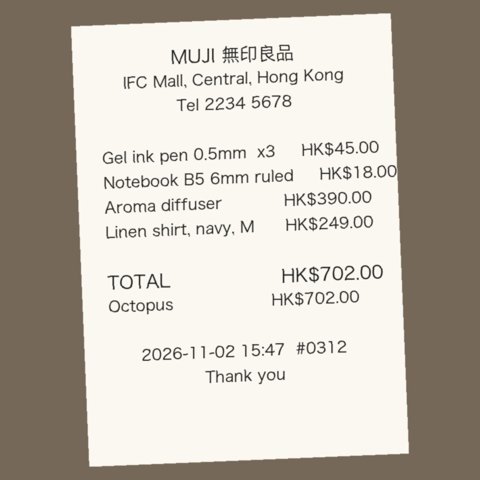 MUJI 無印良品
IFC Mall, Central, Hong Kong
Tel 2234 5678
Gel ink pen 0.5mm x3 HK$45.00
Notebook B5 6mm ruled HK$18.00
Aroma diffuser HK$390.00
Linen shirt, navy, M HK$249.00
TOTAL HK$702.00
Octopus HK$702.00
2026-11-02 15:47 #0312
Thank you